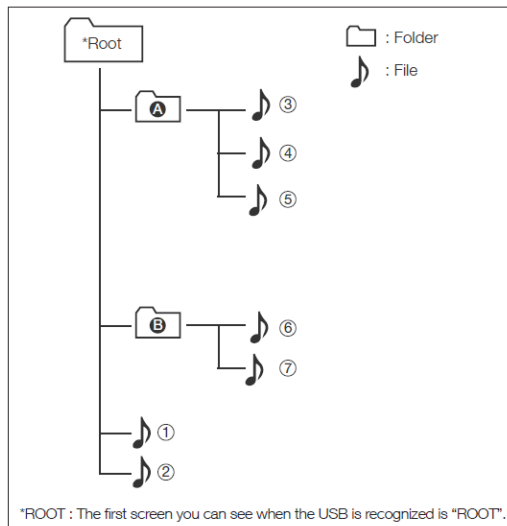 *Root
: Folder
: File
A
③
④
⑤
B
⑥
⑦
①
②
*ROOT : The first screen you can see when the USB is recognized is “ROOT”.